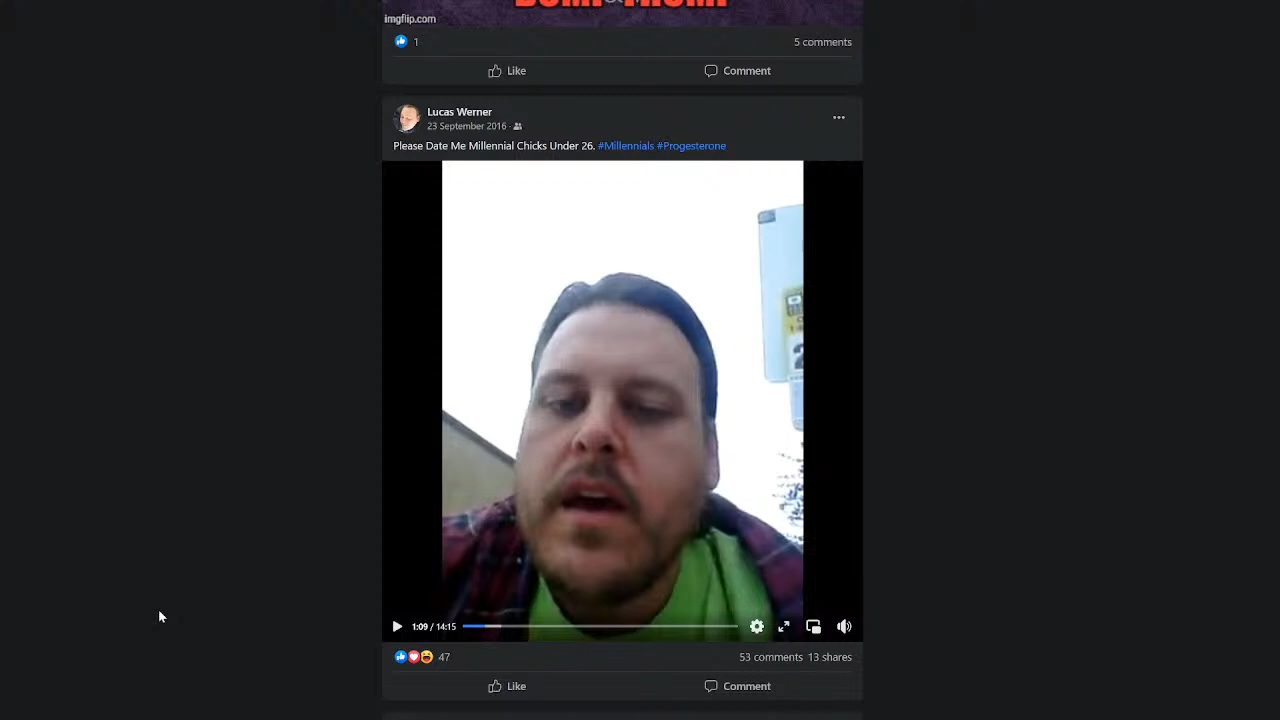 imgflip.com
1
5 comments
Like
Comment
Lucas Werner
23 September 2016 ·
Please Date Me Millennial Chicks Under 26. #Millennials #Progesterone
1:09 / 14:15
47
53 comments 13 shares
Like
Comment